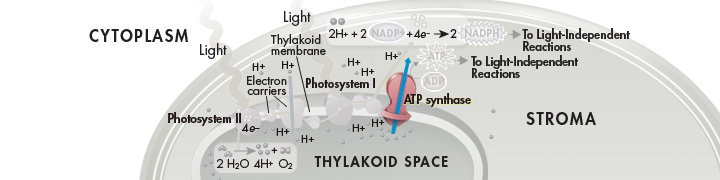 Light
CYTOPLASM
2H+ + 2 NADP+ + 4e– 2 NADPH
To Light-Independent
Reactions
Light
Thylakoid
membrane
H+
ATP
To Light-Independent
Reactions
H+
H+
H+
H+
Electron
carriers
Photosystem I
ADP
ATP synthase
Photosystem II
4e–
H+
H+
H+
H+
STROMA
+
2 H₂O 4H+ O₂
THYLAKOID SPACE